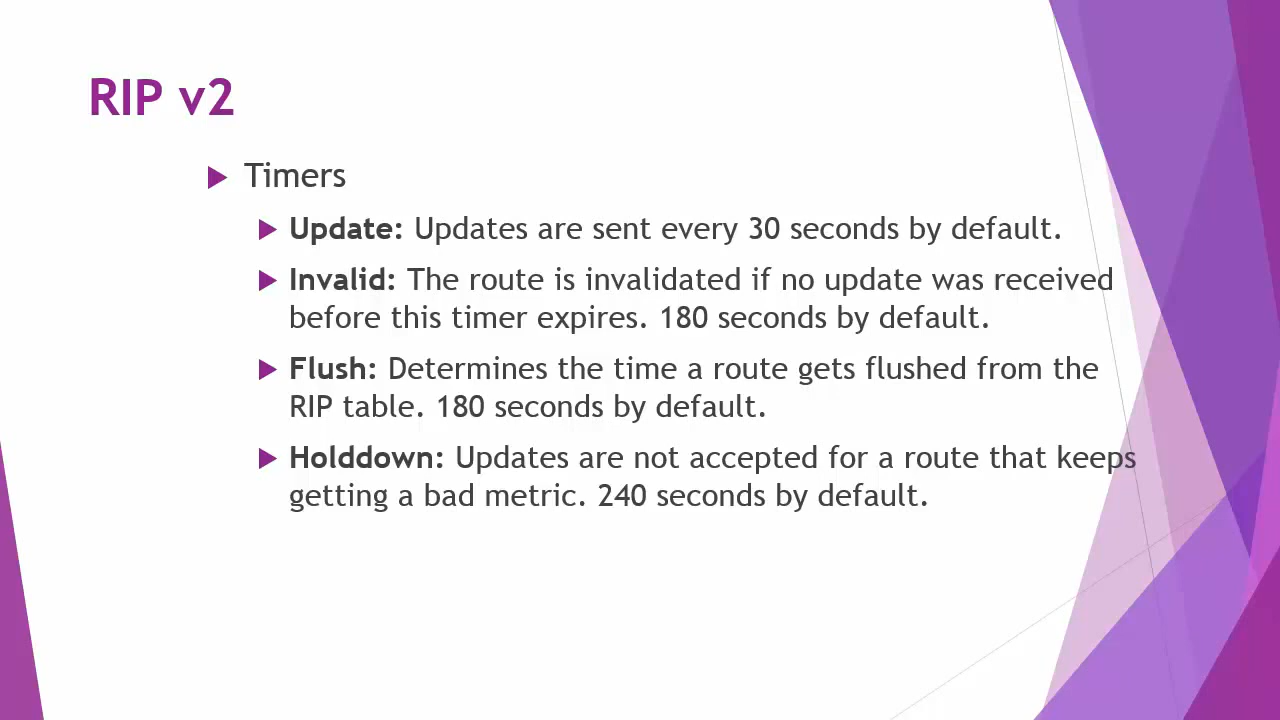 RIP v2
Timers
Update: Updates are sent every 30 seconds by default.
Invalid: The route is invalidated if no update was received
before this timer expires. 180 seconds by default.
Flush: Determines the time a route gets flushed from the
RIP table. 180 seconds by default.
Holddown: Updates are not accepted for a route that keeps
getting a bad metric. 240 seconds by default.